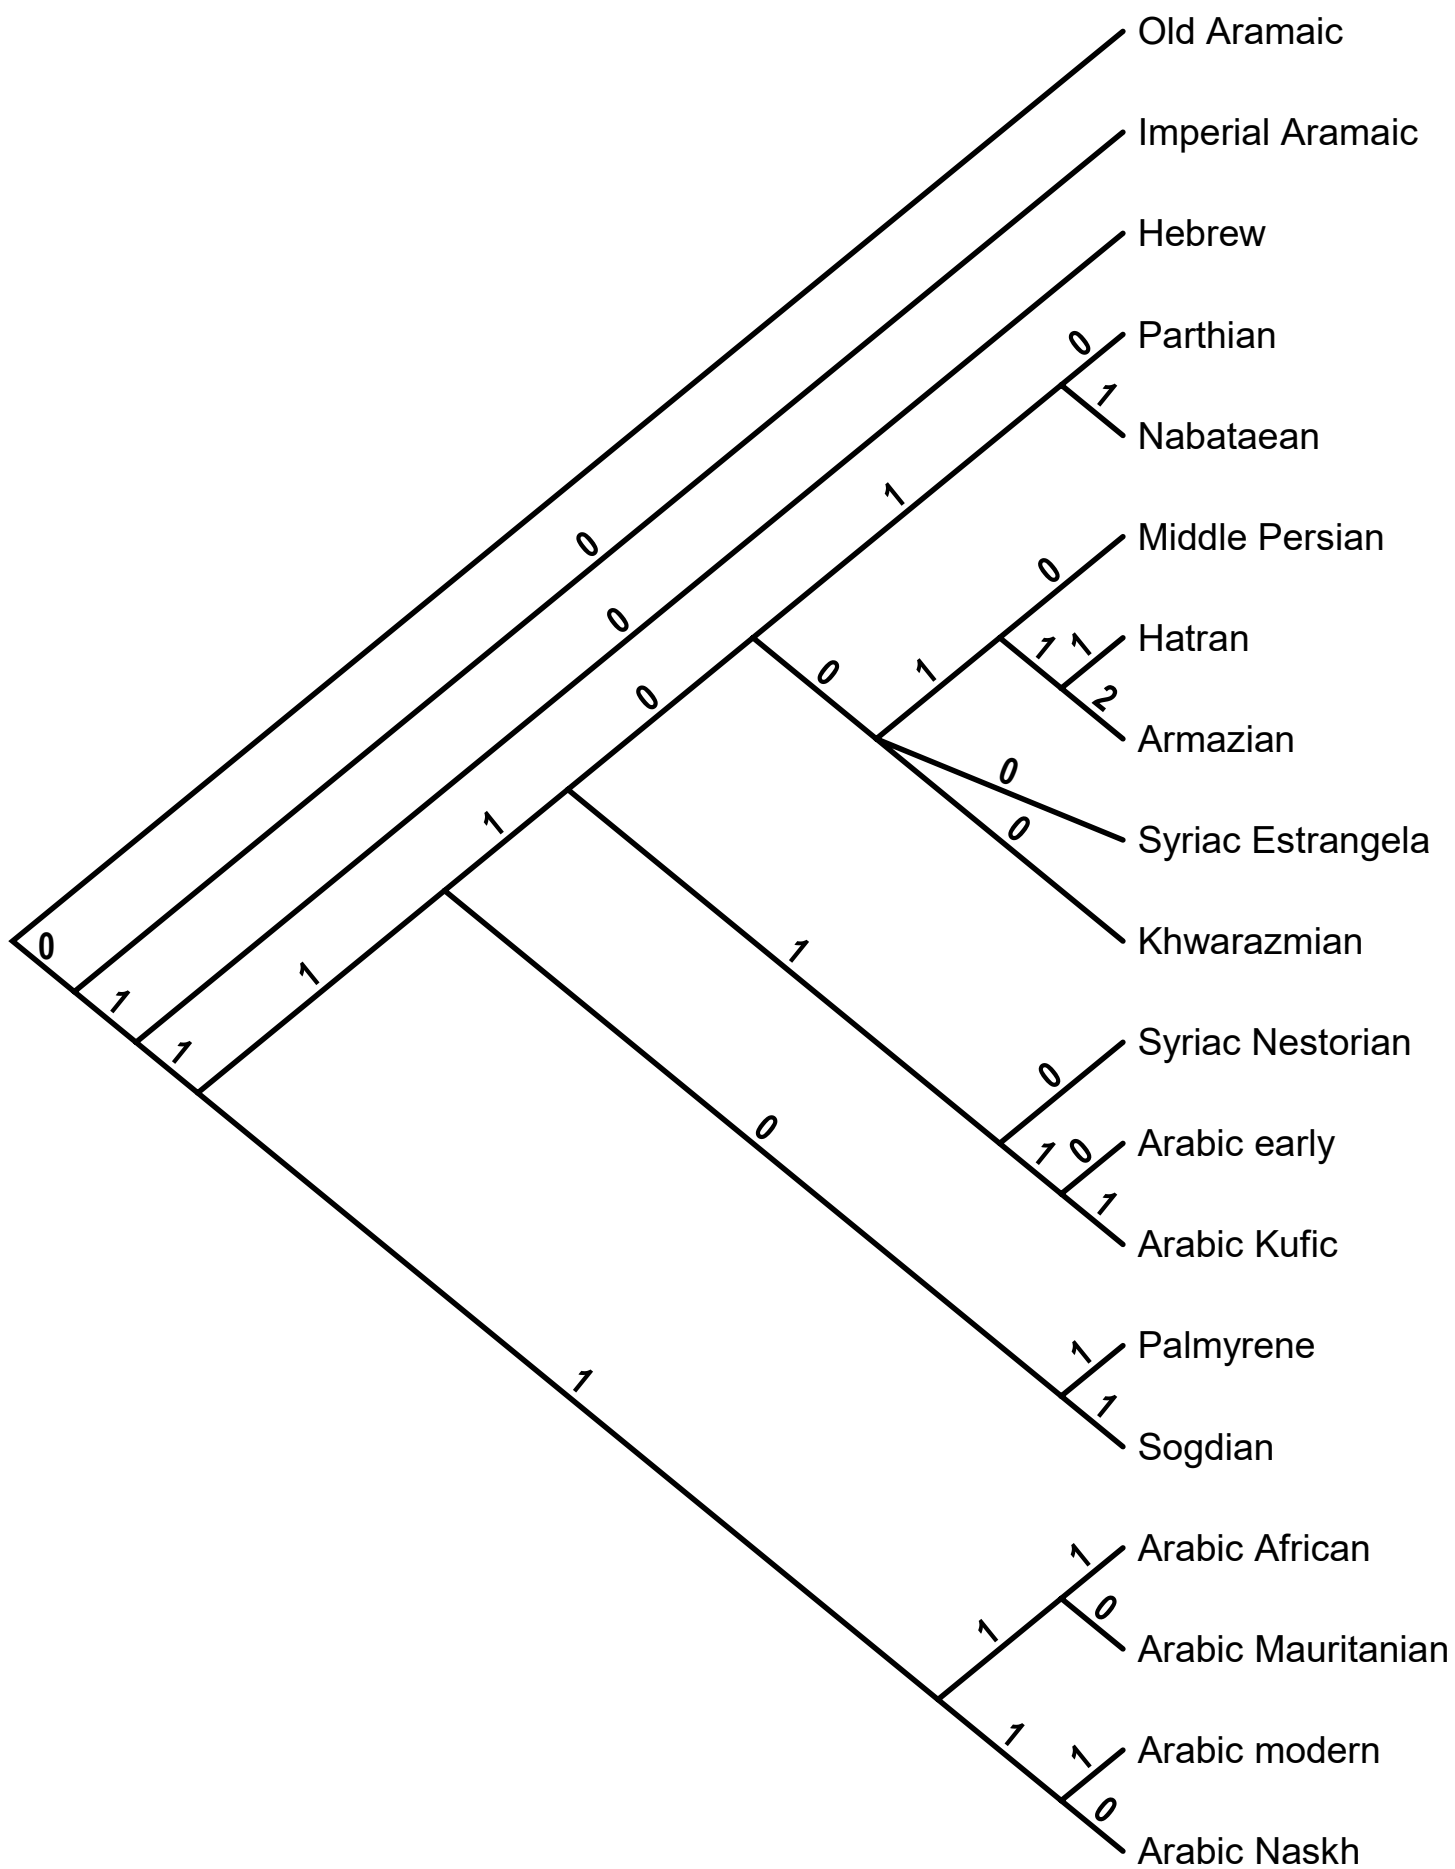 Old Aramaic
Imperial Aramaic
Hebrew
0 Parthian
1
Nabataean
1
0
Middle Persian
0
0
1 1 Hatran
0
1
0
2
Armazian
0
1
0
Syriac Estrangela
0
1
0
1
Khwarazmian
1
1
Syriac Nestorian
0
0
1 0 Arabic early
1
Arabic Kufic
1 Palmyrene
1
1
Sogdian
1 Arabic African
0
1
Arabic Mauritanian
1
1 Arabic modern
0
Arabic Naskh